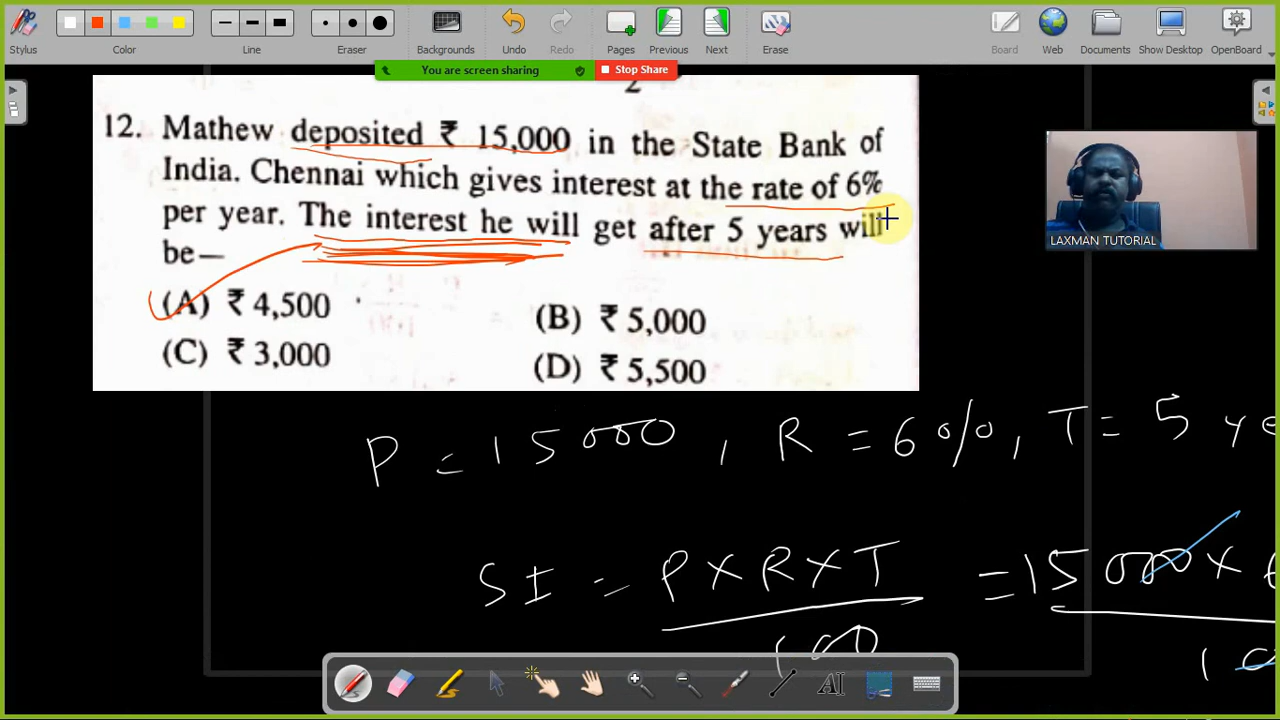 Stylus Color Line Eraser Backgrounds Undo Redo Pages Previous Next Erase Board Web Documents Show Desktop OpenBoard
You are screen sharing Stop Share
12. Mathew deposited ₹ 15,000 in the State Bank of
India. Chennai which gives interest at the rate of 6%
per year. The interest he will get after 5 years will
be—
(A) ₹ 4,500 (B) ₹ 5,000
(C) ₹ 3,000 (D) ₹ 5,500
LAXMAN TUTORIAL
P = 15000, R = 6%, T = 5 ye
SI = P×R×T = 15000×
100 10
AI